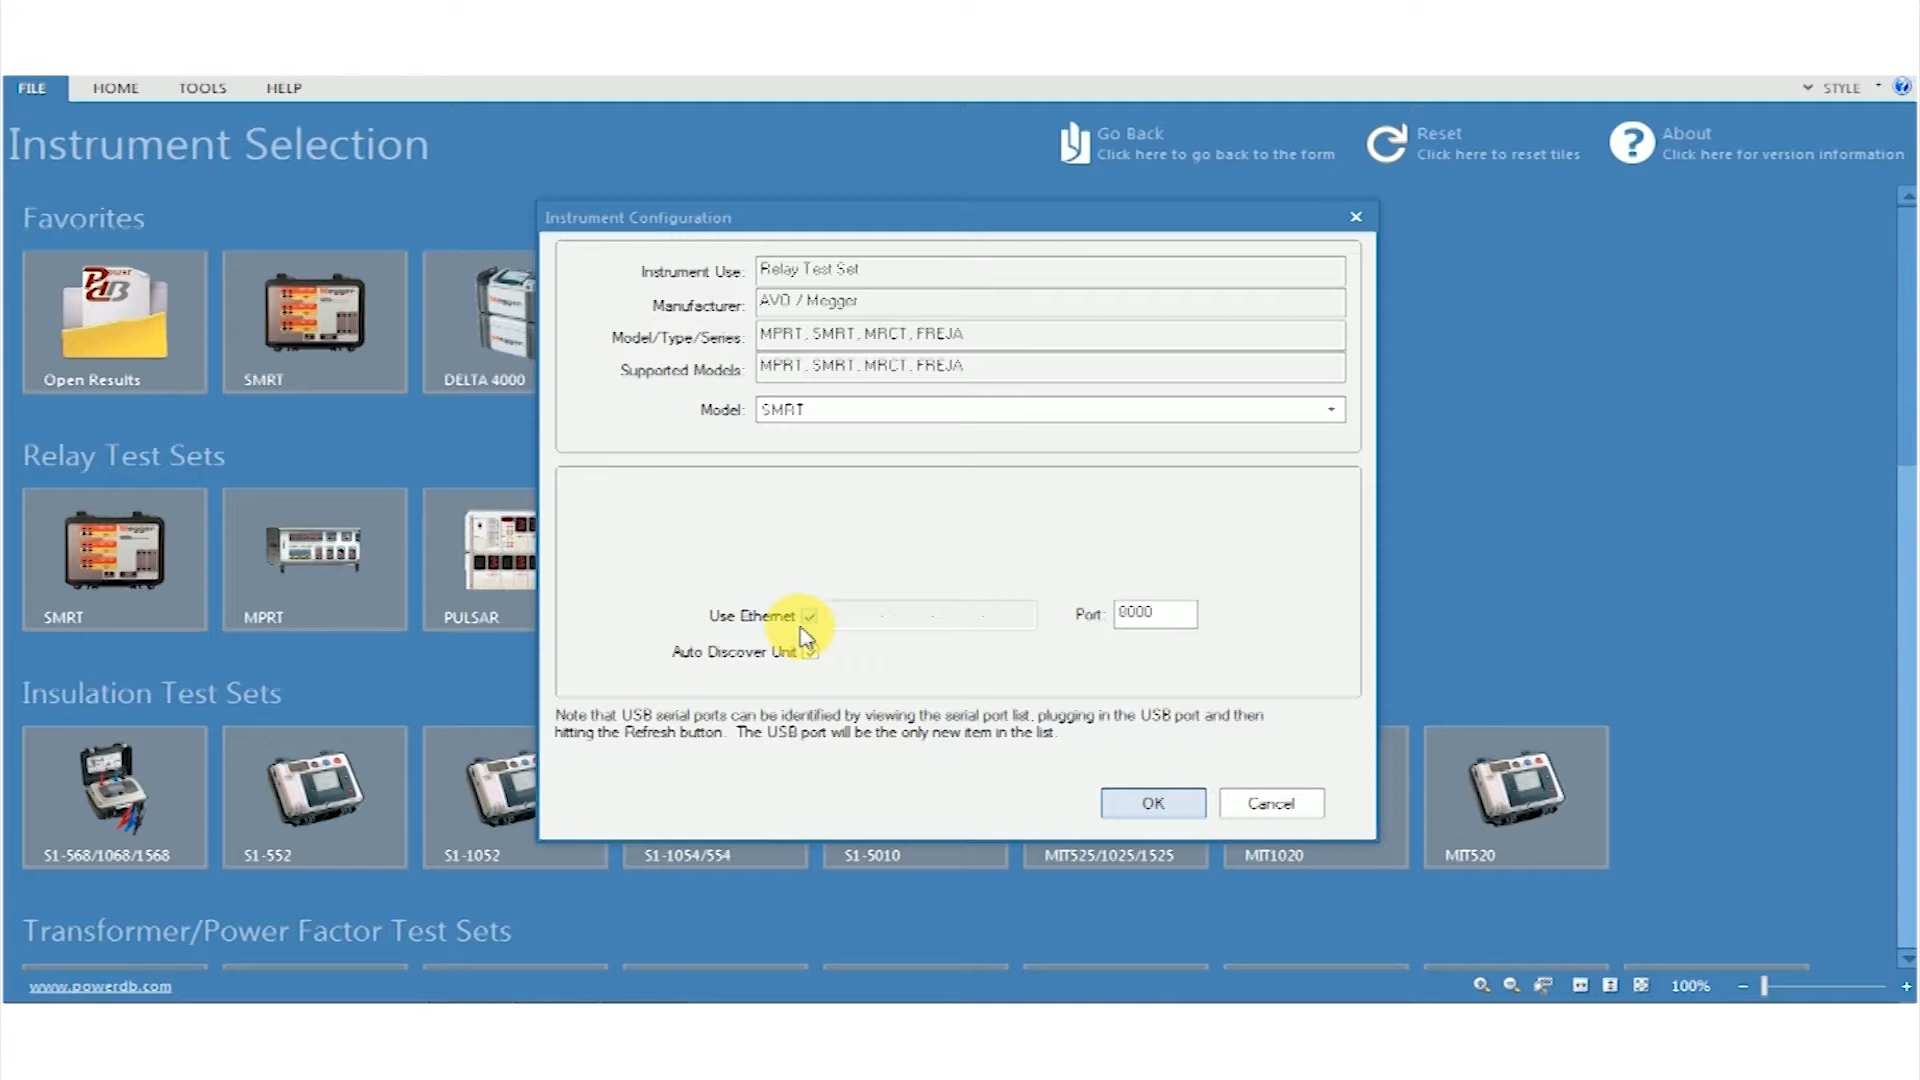 FILE HOME TOOLS HELP STYLE
Instrument Selection
Go Back
Click here to go back to the form
Reset
Click here to reset tiles
About
Click here for version information
Favorites
Open Results
SMRT
DELTA 4000
Relay Test Sets
SMRT
MPRT
PULSAR
Insulation Test Sets
S1-568/1068/1568
S1-552
S1-1052
S1-1054/554
S1-5010
MIT525/1025/1525
MIT1020
MIT520
Transformer/Power Factor Test Sets
www.powerdb.com
100%
Instrument Configuration
Instrument Use: Relay Test Set
Manufacturer: AVO / Megger
Model/Type/Series: MPRT, SMRT, MRCT, FREJA
Supported Models: MPRT, SMRT, MRCT, FREJA
Model: SMRT
Use Ethernet
Port: 8000
Auto Discover Unit
Note that USB serial ports can be identified by viewing the serial port list, plugging in the USB port and then
hitting the Refresh button. The USB port will be the only new item in the list.
OK
Cancel